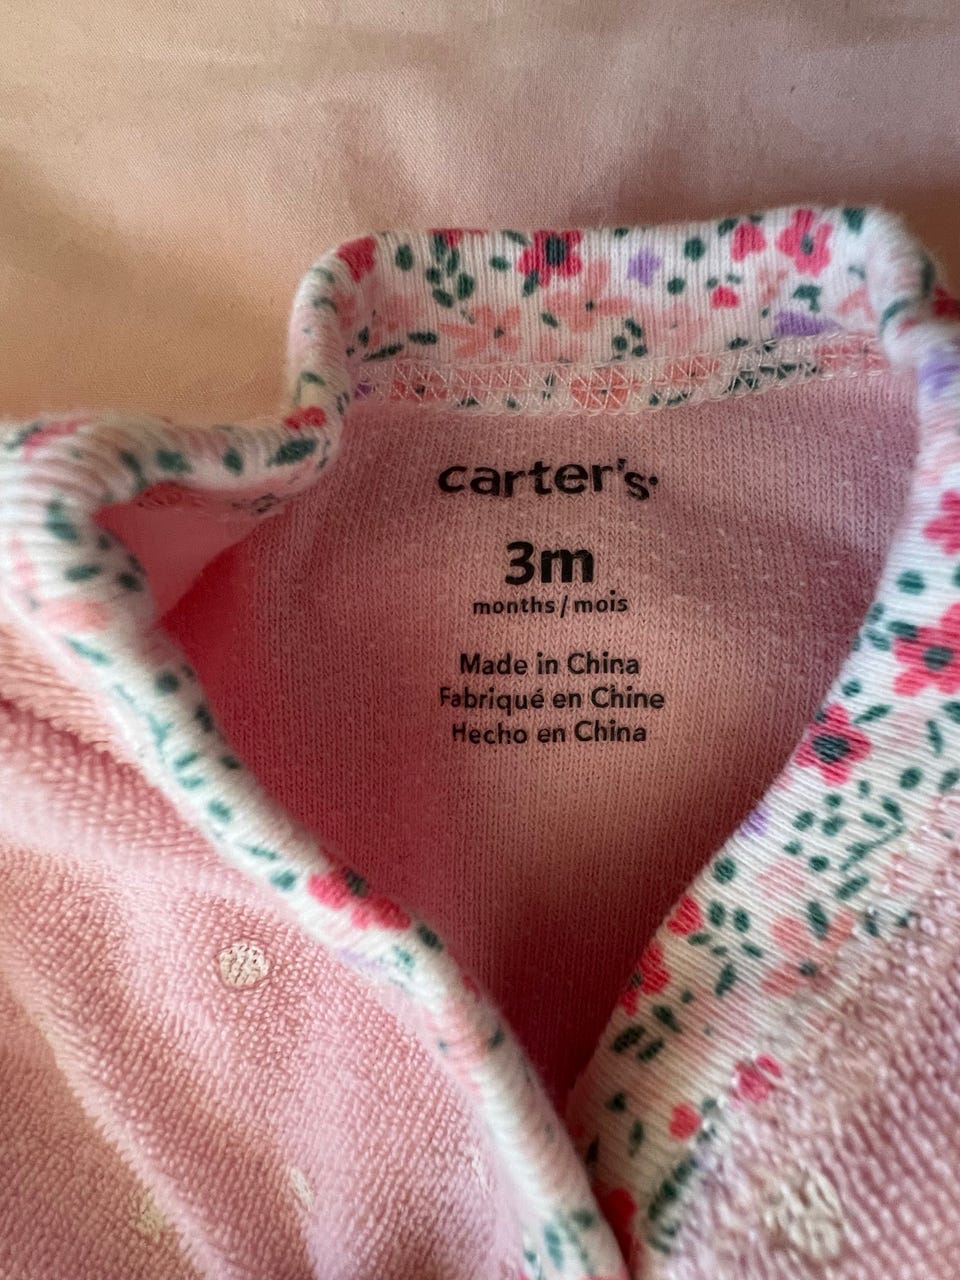 carter's
3m
months/mois
Made in China
Fabriqué en Chine
Hecho en China